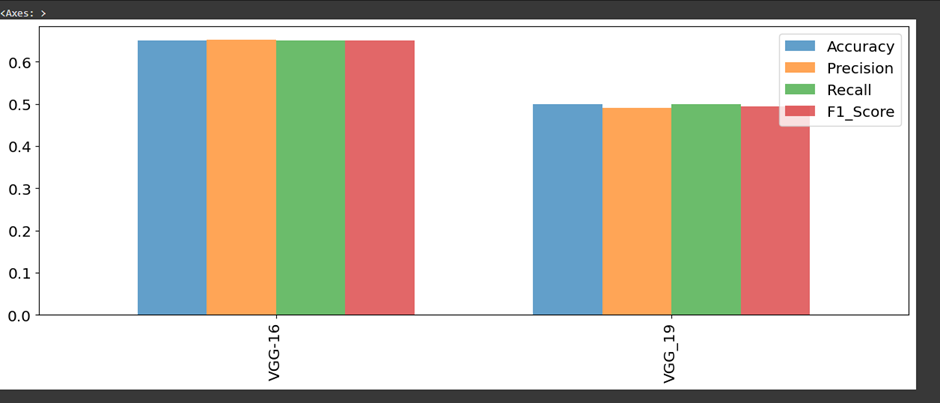 <Axes: >
0.6
0.5
0.4
0.3
0.2
0.1
0.0
Accuracy
Precision
Recall
F1_Score
VGG-16
VGG_19